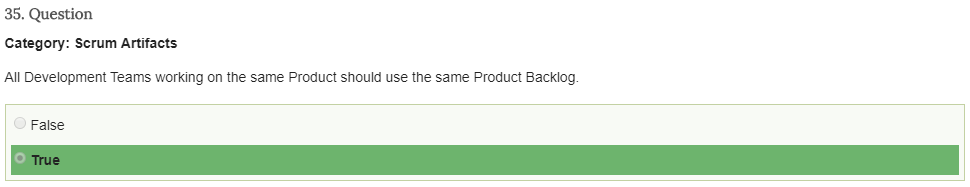 35. Question
Category: Scrum Artifacts
All Development Teams working on the same Product should use the same Product Backlog.
False
True